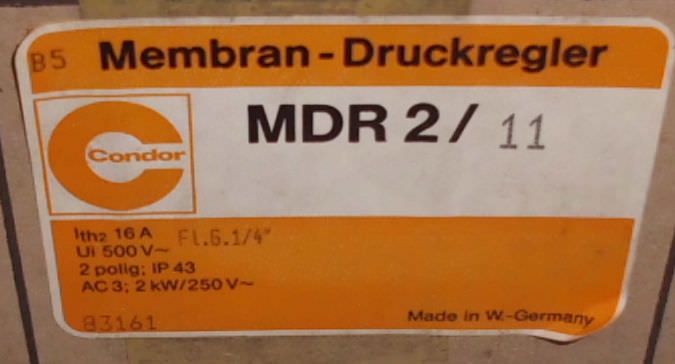 B5 Membran-Druckregler
MDR 2/ 11
Condor
Ith2 16 A Fl.G.1/4"
Ui 500 V~
2 polig; IP 43
AC 3; 2 kW/250 V~
83161
Made in W.-Germany